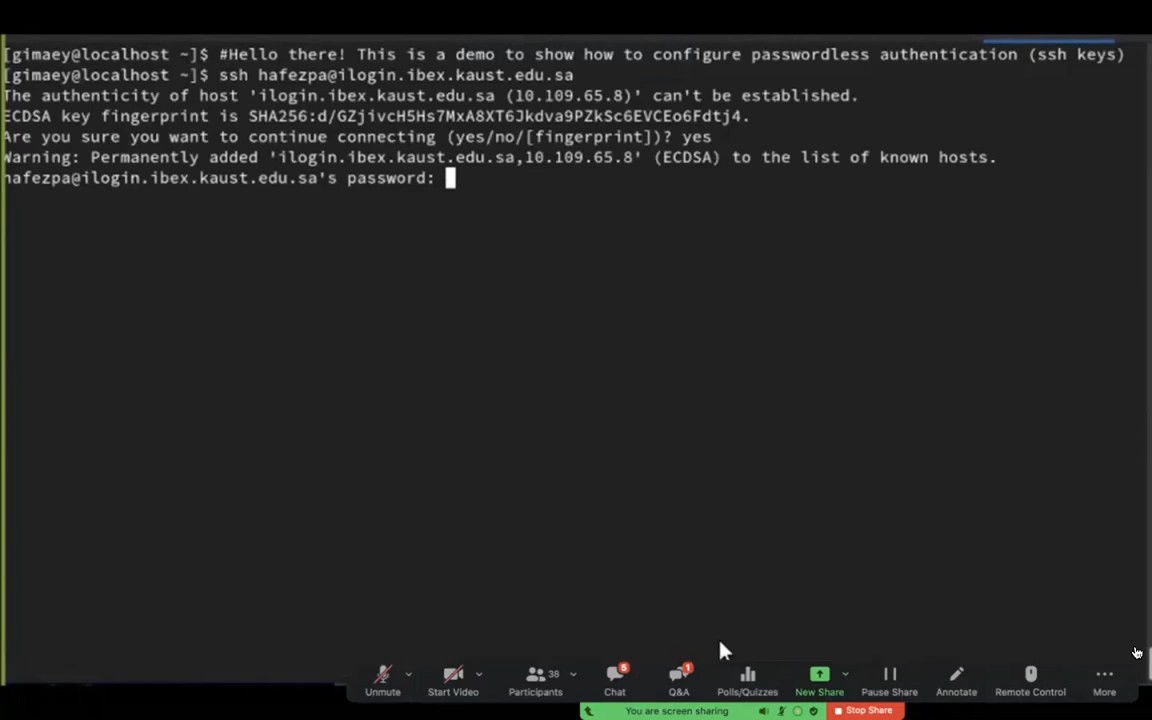 [gimaey@localhost ~]$ #Hello there! This is a demo to show how to configure passwordless authentication (ssh keys)
[gimaey@localhost ~]$ ssh hafezpa@ilogin.ibex.kaust.edu.sa
The authenticity of host 'ilogin.ibex.kaust.edu.sa (10.109.65.8)' can't be established.
ECDSA key fingerprint is SHA256:d/GZjivcH5Hs7MxA8XT6Jkdva9PZkSc6EVCEo6Fdtj4.
Are you sure you want to continue connecting (yes/no/[fingerprint])? yes
Warning: Permanently added 'ilogin.ibex.kaust.edu.sa,10.109.65.8' (ECDSA) to the list of known hosts.
hafezpa@ilogin.ibex.kaust.edu.sa's password:
38
5
1
Unmute
Start Video
Participants
Chat
Q&A
Polls/Quizzes
New Share
Pause Share
Annotate
Remote Control
More
You are screen sharing
Stop Share